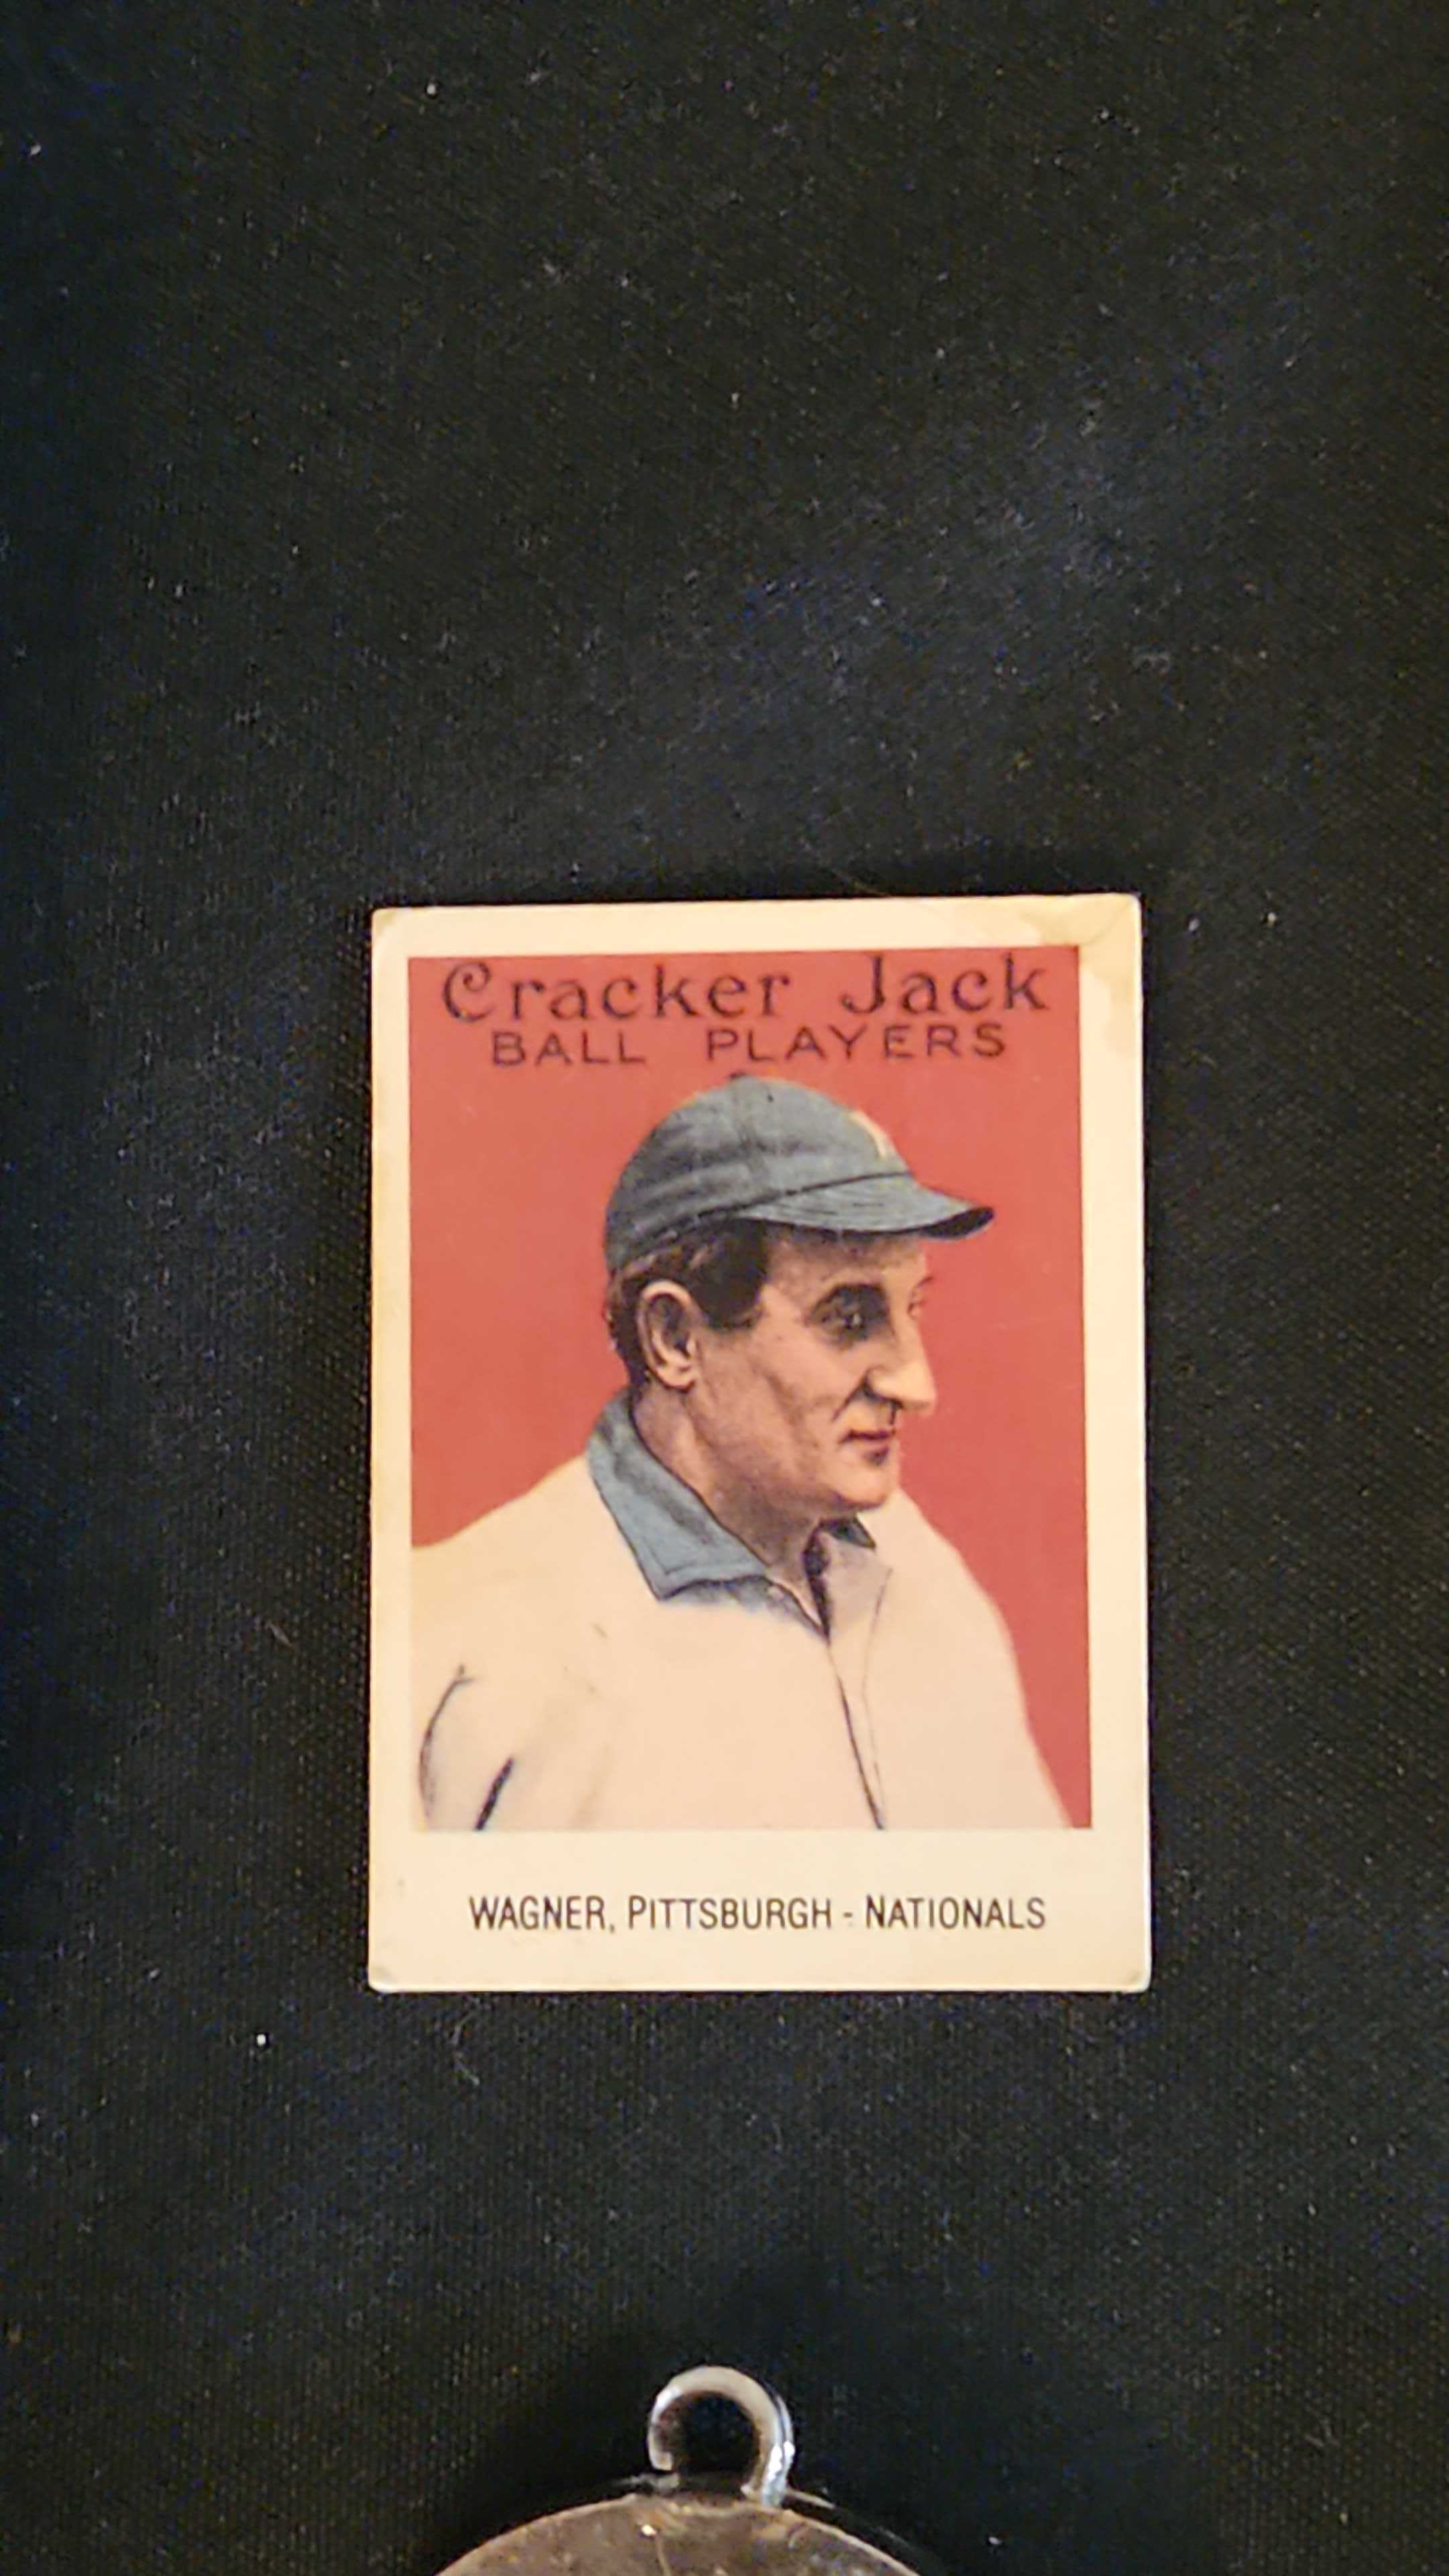 Cracker Jack
BALL PLAYERS
WAGNER, PITTSBURGH - NATIONALS